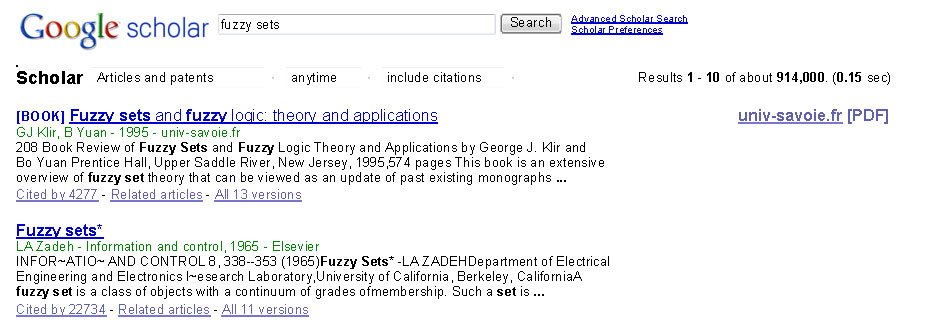 Google scholar
fuzzy sets
Search
Advanced Scholar Search
Scholar Preferences
Scholar Articles and patents anytime include citations Results 1 - 10 of about 914,000. (0.15 sec)
[BOOK] Fuzzy sets and fuzzy logic: theory and applications
univ-savoie.fr [PDF]
GJ Klir, B Yuan - 1995 - univ-savoie.fr
208 Book Review of Fuzzy Sets and Fuzzy Logic Theory and Applications by George J. Klir and
Bo Yuan Prentice Hall, Upper Saddle River, New Jersey, 1995,574 pages This book is an extensive
overview of fuzzy set theory that can be viewed as an update of past existing monographs ...
Cited by 4277 - Related articles - All 13 versions
Fuzzy sets*
LA Zadeh - Information and control, 1965 - Elsevier
INFOR~ATIO~ AND CONTROL 8, 338--353 (1965)Fuzzy Sets* -LA ZADEHDepartment of Electrical
Engineering and Electronics l~esearch Laboratory,University of California, Berkeley, CaliforniaA
fuzzy set is a class of objects with a continuum of grades ofmembership. Such a set is ...
Cited by 22734 - Related articles - All 11 versions